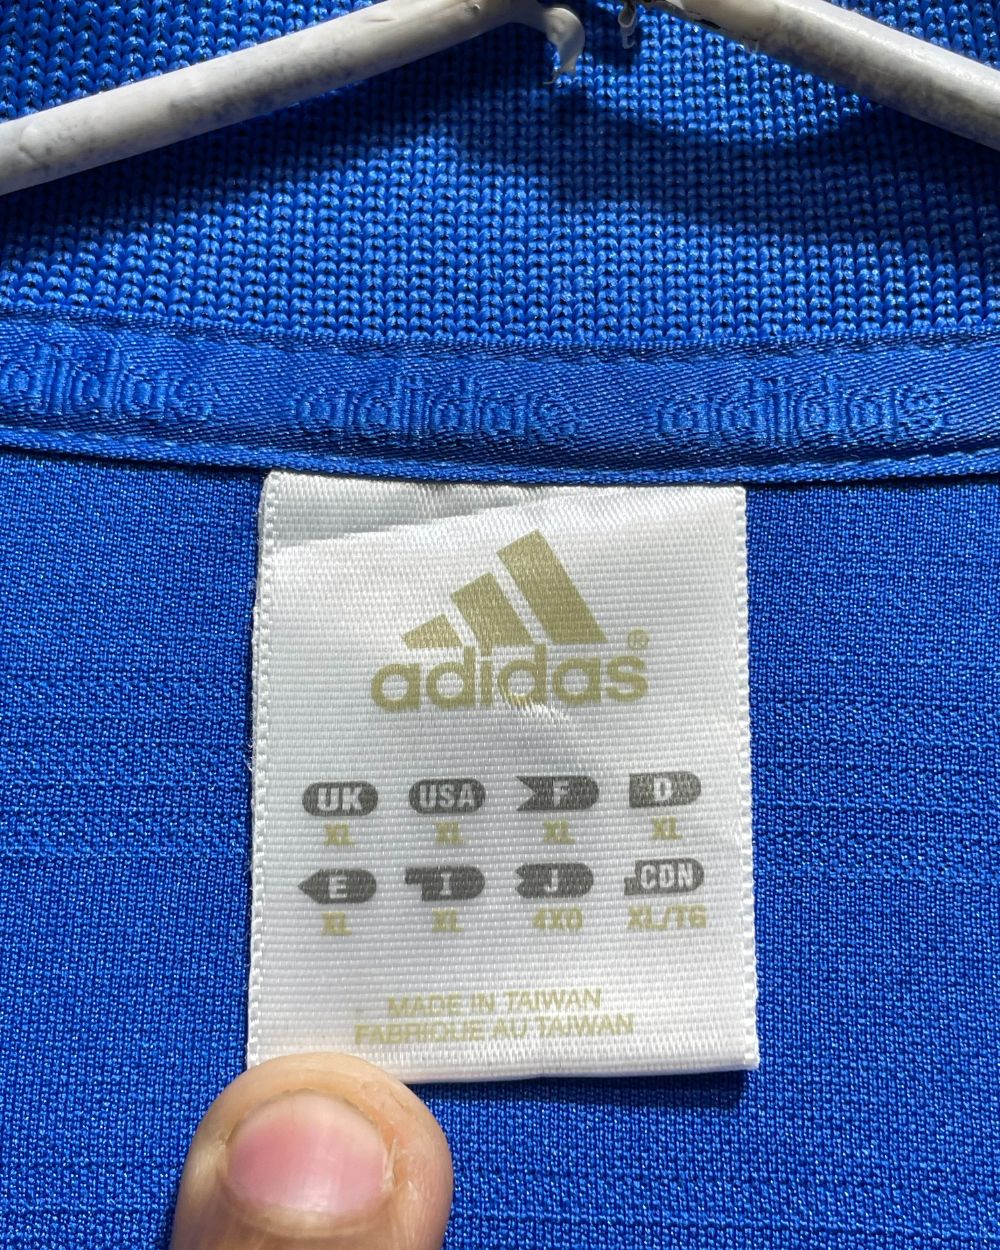 adidas adidas adidas
adidas®
UK USA F D
XL XL XL XL
E I J CDN
XL XL 4XO XL/TG
MADE IN TAIWAN
FABRIQUE AU TAIWAN